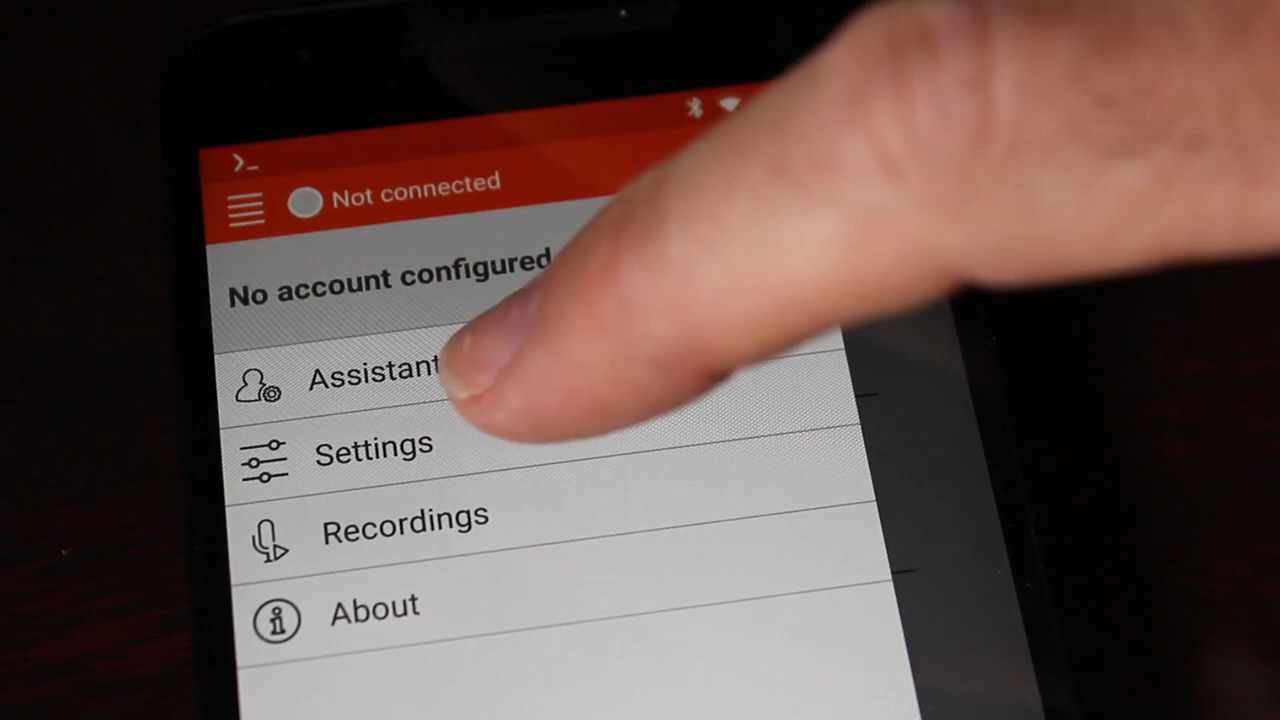 Not connected
No account configured
Assistant
Settings
Recordings
About